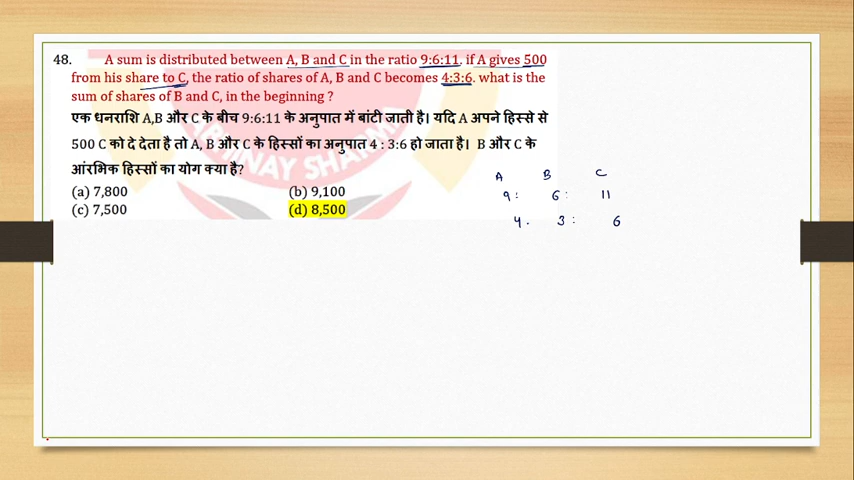 48. A sum is distributed between A, B and C in the ratio 9:6:11. if A gives 500
from his share to C, the ratio of shares of A, B and C becomes 4:3:6. what is the
sum of shares of B and C, in the beginning ?
एक धनराशि A,B और C के बीच 9:6:11 के अनुपात में बांटी जाती है। यदि A अपने हिस्से से
500 C को दे देता है तो A, B और C के हिस्सों का अनुपात 4 : 3:6 हो जाता है। B और C के
आंरभिक हिस्सों का योग क्या है?
(a) 7,800 (b) 9,100
(c) 7,500 (d) 8,500
A B C
9 : 6 : 11
4 . 3 : 6
ABHINAY SHARMA